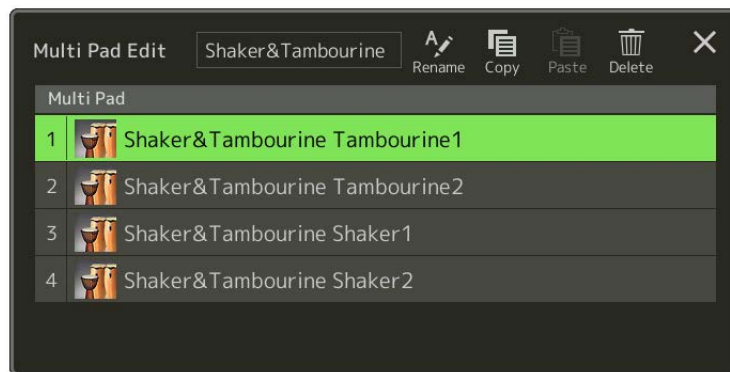 Multi Pad Edit Shaker&Tambourine Rename Copy Paste Delete
Multi Pad
1 Shaker&Tambourine Tambourine1
2 Shaker&Tambourine Tambourine2
3 Shaker&Tambourine Shaker1
4 Shaker&Tambourine Shaker2